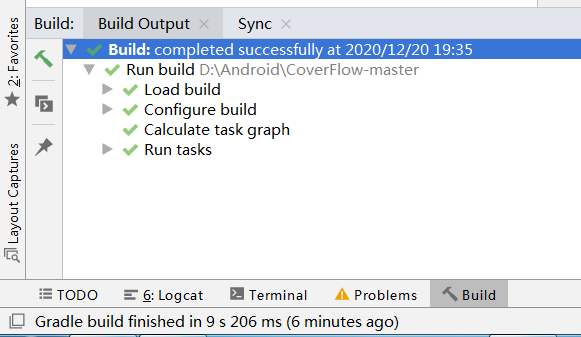 Build: Build Output × Sync ×
Build: completed successfully at 2020/12/20 19:35
Run build D:\Android\CoverFlow-master
Load build
Configure build
Calculate task graph
Run tasks
2: Favorites
Layout Captures
TODO 6: Logcat Terminal Problems Build
Gradle build finished in 9 s 206 ms (6 minutes ago)